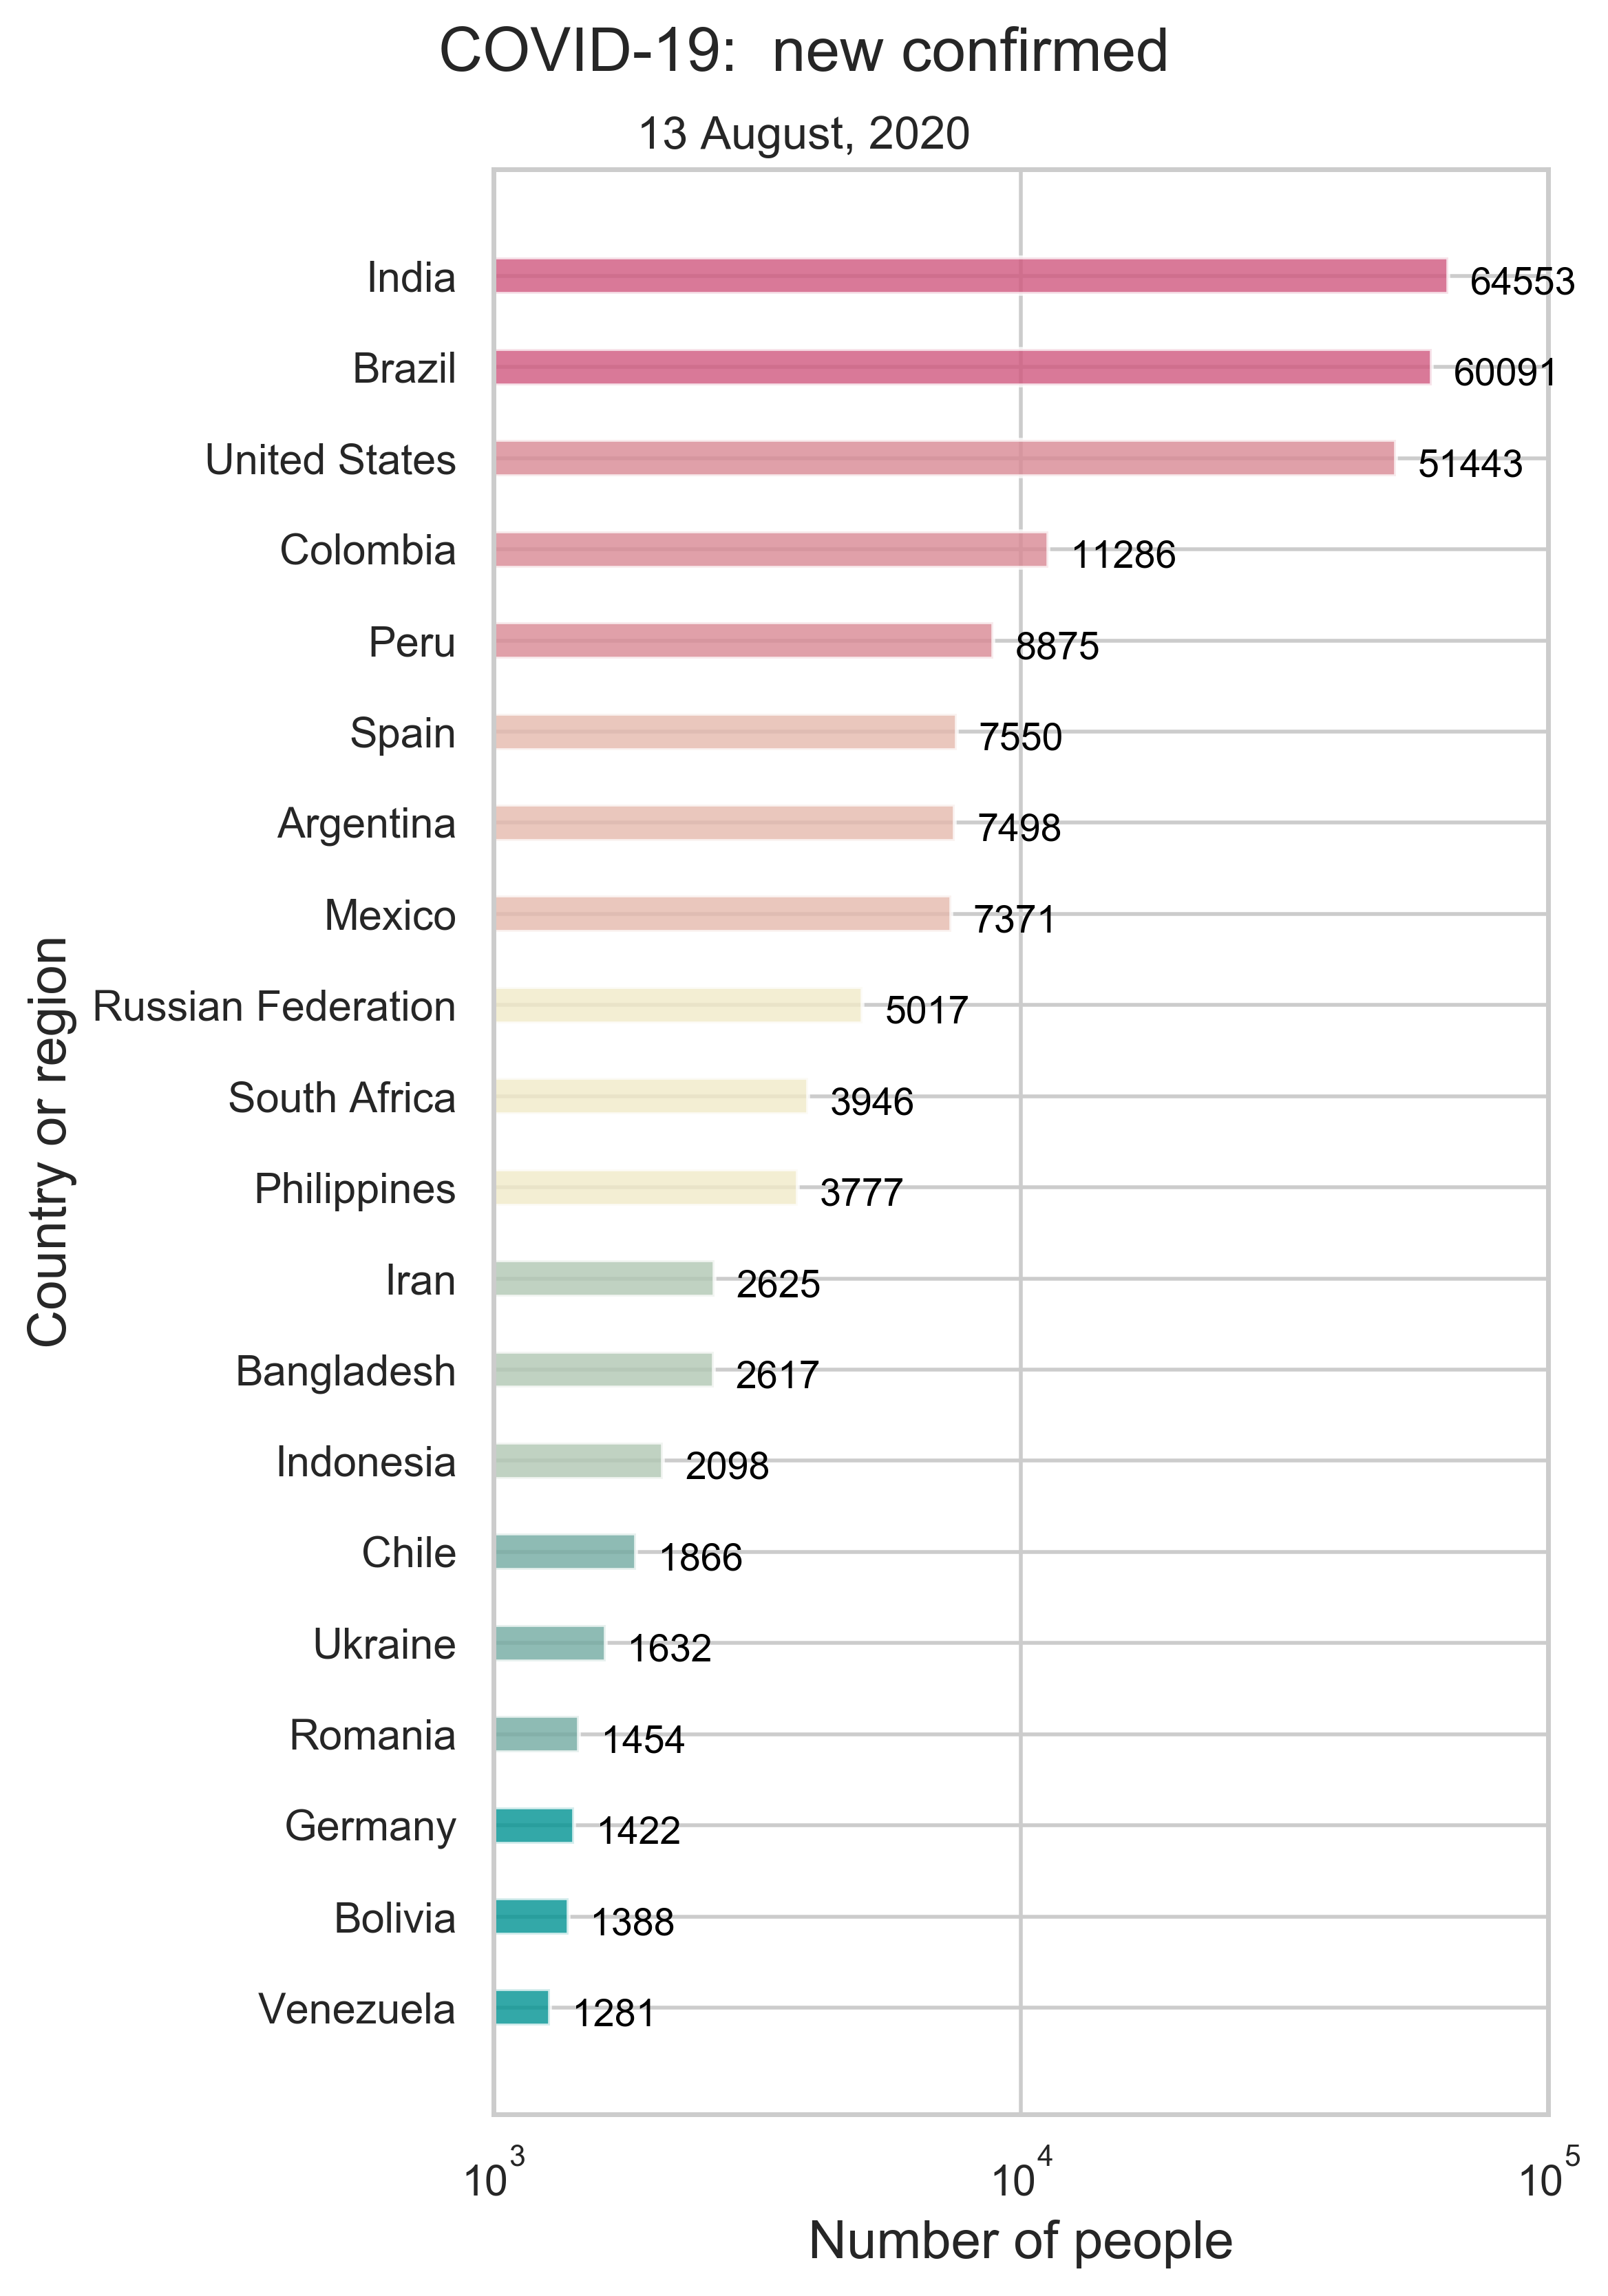 COVID-19:  new confirmed
13 August, 2020
India 64553
Brazil 60091
United States 51443
Colombia 11286
Peru 8875
Spain 7550
Argentina 7498
Mexico 7371
Russian Federation 5017
South Africa 3946
Philippines 3777
Iran 2625
Bangladesh 2617
Indonesia 2098
Chile 1866
Ukraine 1632
Romania 1454
Germany 1422
Bolivia 1388
Venezuela 1281
Country or region
10³ 10⁴ 10⁵
Number of people